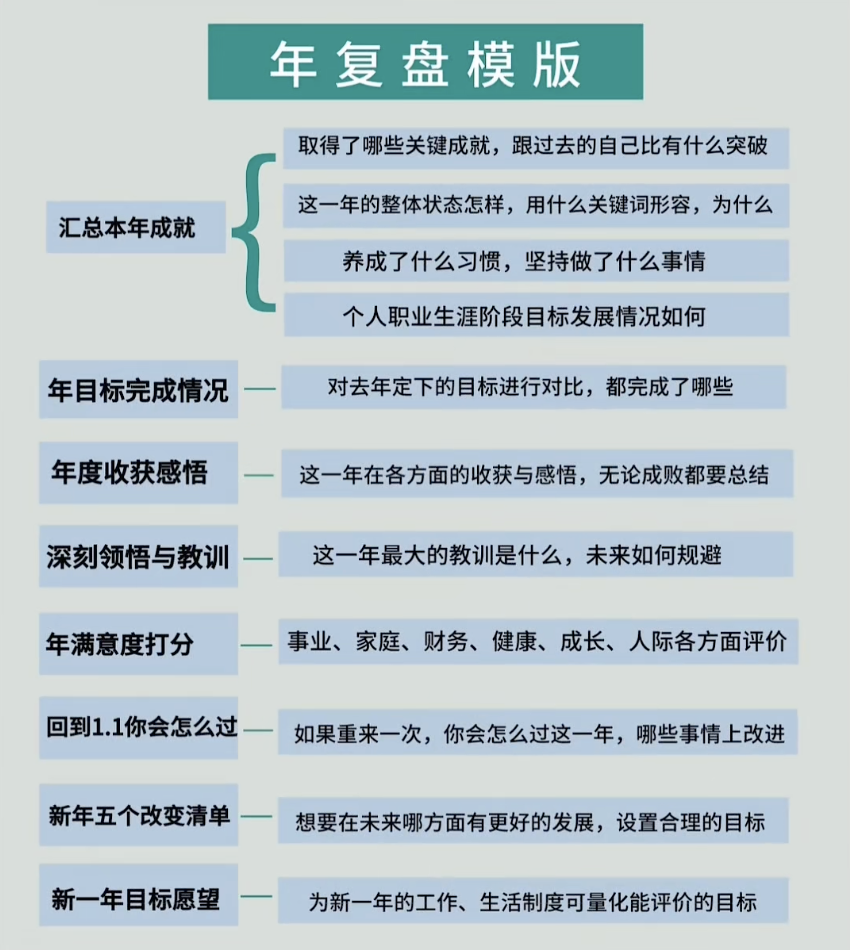 年复盘模版
汇总本年成就
取得了哪些关键成就，跟过去的自己比有什么突破
这一年的整体状态怎样，用什么关键词形容，为什么
养成了什么习惯，坚持做了什么事情
个人职业生涯阶段目标发展情况如何
年目标完成情况
对去年定下的目标进行对比，都完成了哪些
年度收获感悟
这一年在各方面的收获与感悟，无论成败都要总结
深刻领悟与教训
这一年最大的教训是什么，未来如何规避
年满意度打分
事业、家庭、财务、健康、成长、人际各方面评价
回到1.1你会怎么过
如果重来一次，你会怎么过这一年，哪些事情上改进
新年五个改变清单
想要在未来哪方面有更好的发展，设置合理的目标
新一年目标愿望
为新一年的工作、生活制度可量化能评价的目标